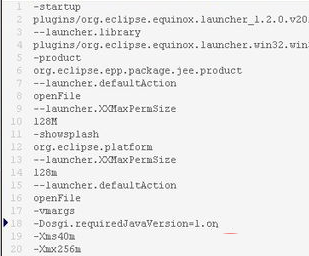 1 -startup
2 plugins/org.eclipse.equinox.launcher_1.2.0.v20
3 --launcher.library
4 plugins/org.eclipse.equinox.launcher.win32.win
5 -product
6 org.eclipse.epp.package.jee.product
7 --launcher.defaultAction
8 openFile
9 --launcher.XXMaxPermSize
10 128M
11 -showsplash
12 org.eclipse.platform
13 --launcher.XXMaxPermSize
14 128m
15 --launcher.defaultAction
16 openFile
17 -vmargs
18 -Dosgi.requiredJavaVersion=1.on
19 -Xms40m
20 -Xmx256m